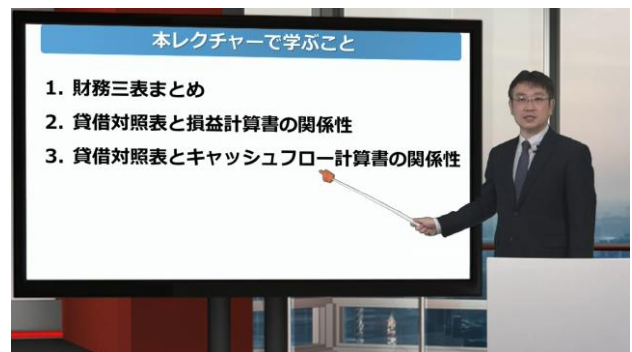 本レクチャーで学ぶこと
1. 財務三表まとめ
2. 貸借対照表と損益計算書の関係性
3. 貸借対照表とキャッシュフロー計算書の関係性